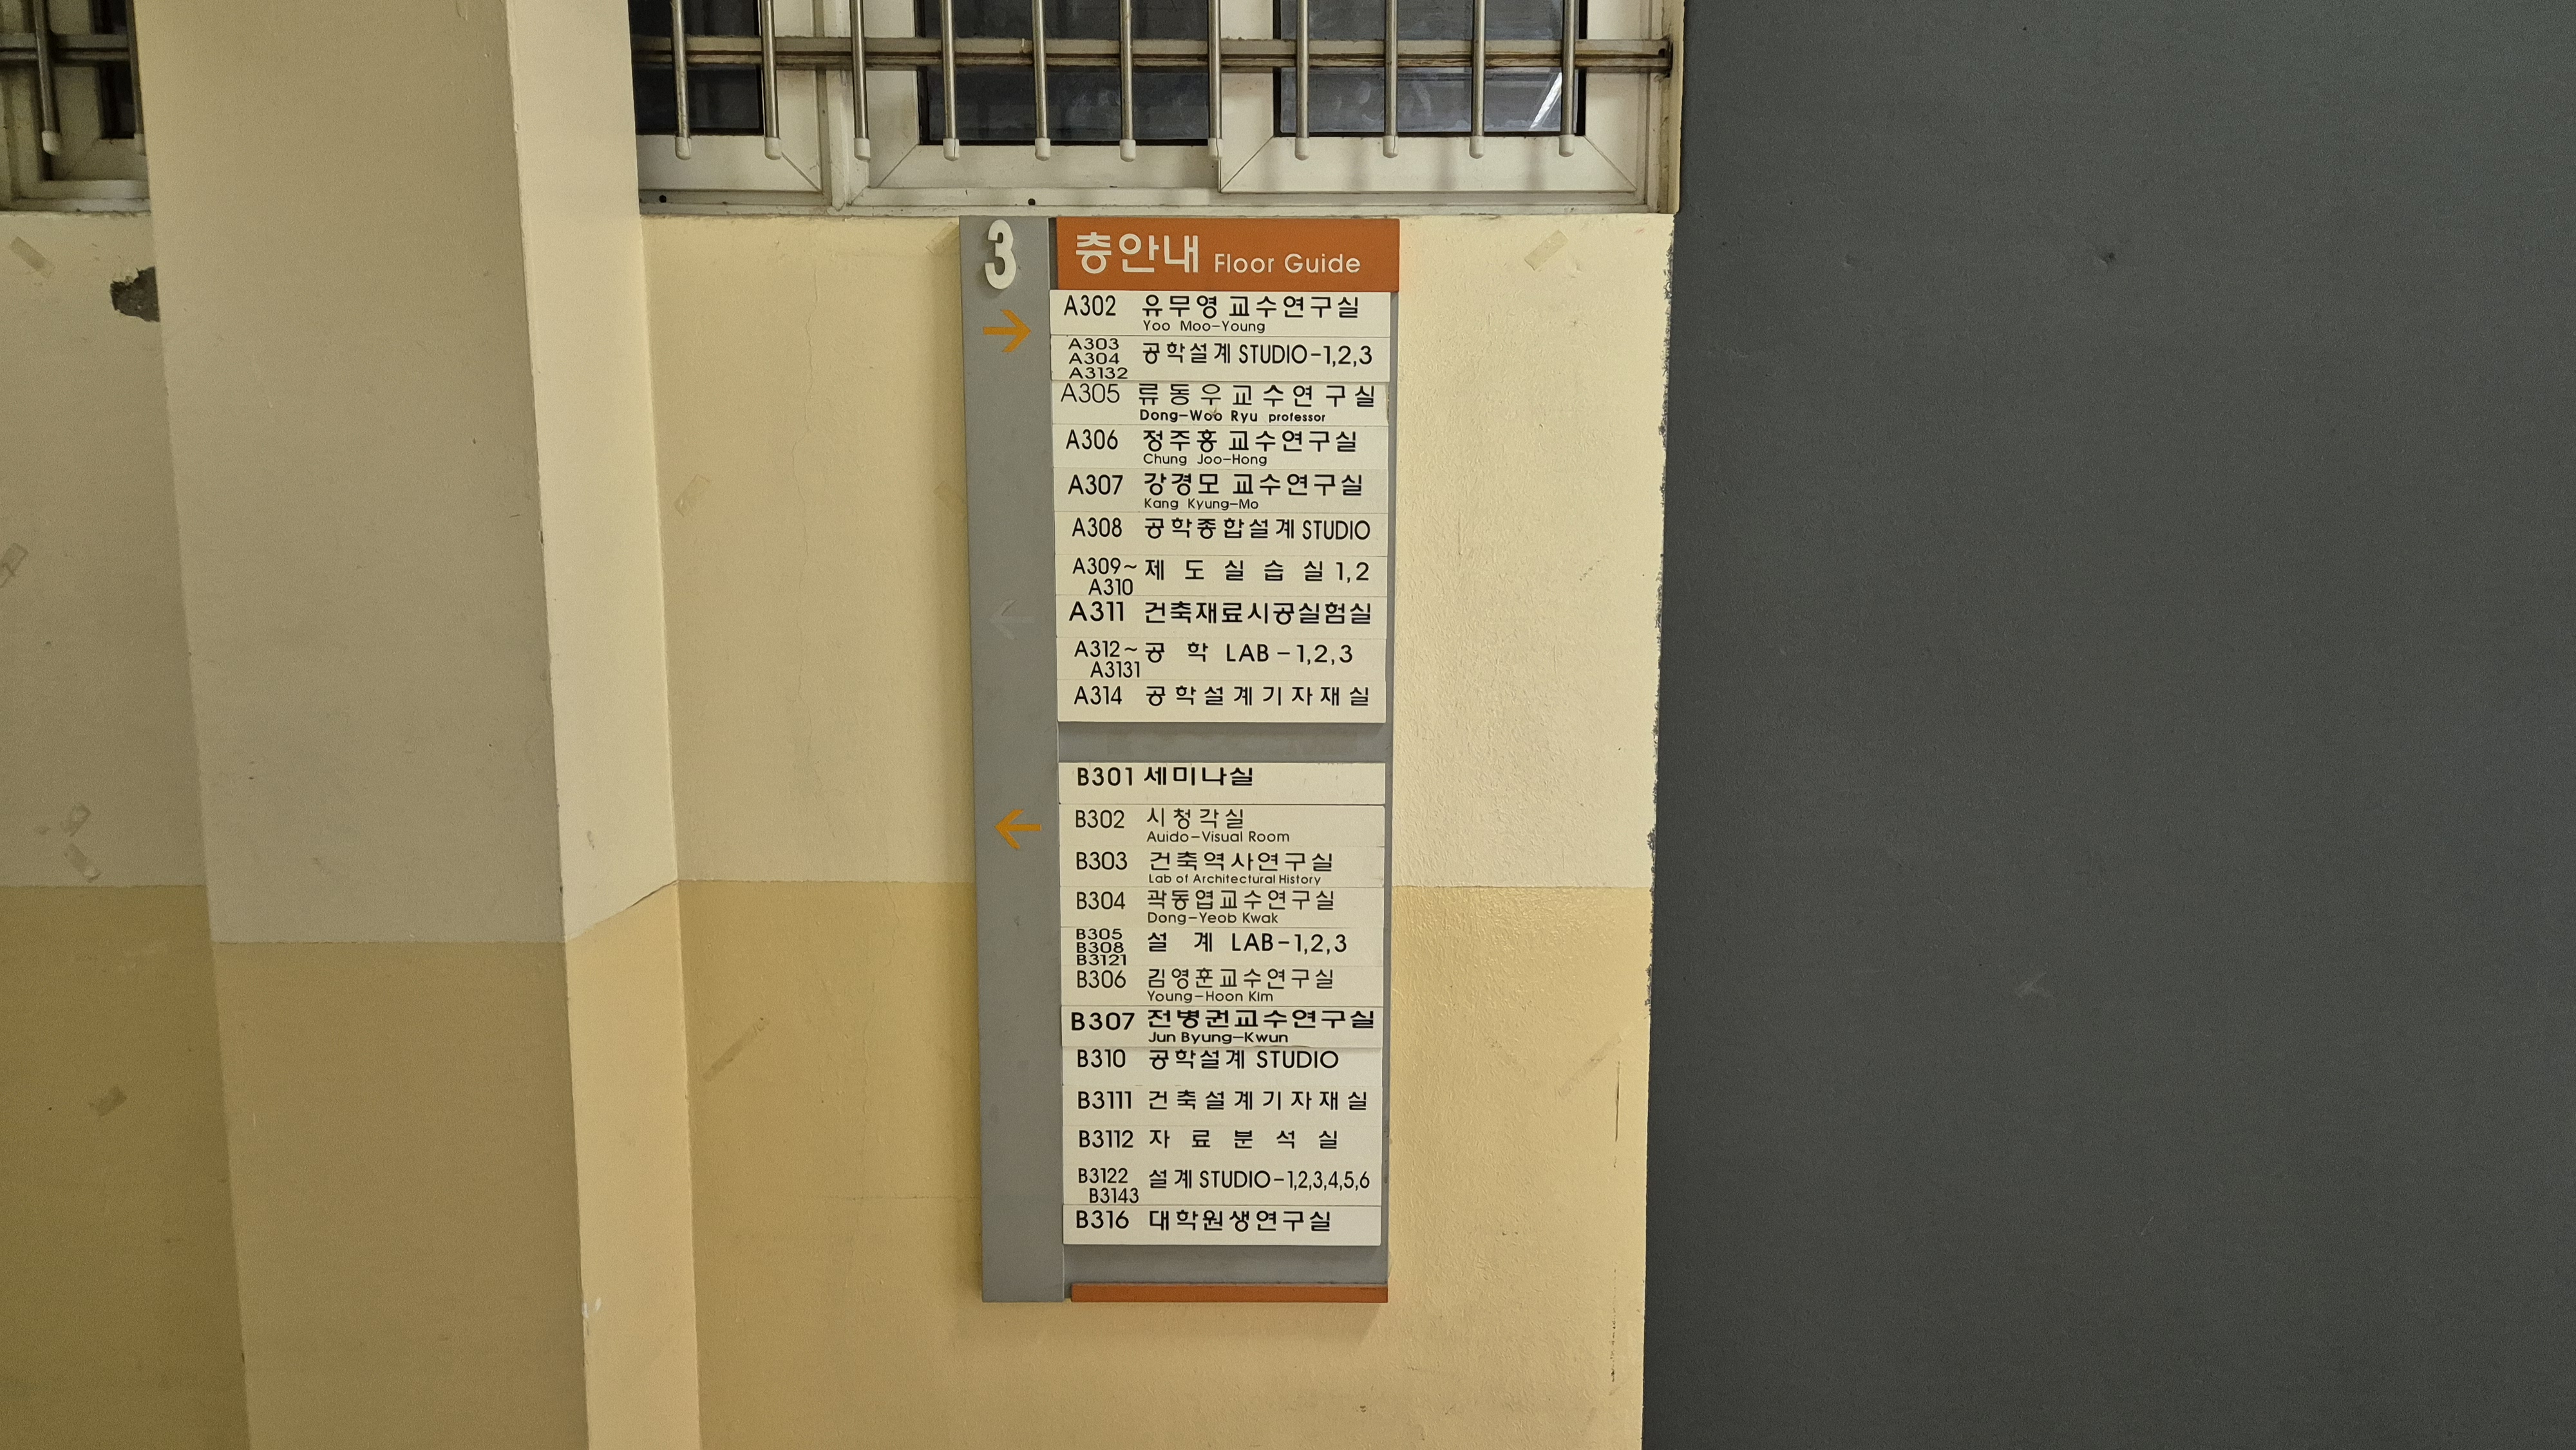 3
층안내 Floor Guide
A302 유무영 교수연구실
Yoo Moo-Young
A303
A304
A3132
공학설계 STUDIO-1,2,3
A305 류동우교수연구실
Dong-Woo Ryu professor
A306 정주홍 교수연구실
Chung Joo-Hong
A307 강경모 교수연구실
Kang Kyung-Mo
A308 공학종합설계 STUDIO
A309~
A310
제 도 실 습 실 1,2
A311 건축재료시공실험실
A312~
A3131
공 학 LAB - 1,2,3
A314 공학설계기자재실
B301 세미나실
B302 시청각실
Auido-Visual Room
B303 건축역사연구실
Lab of Architectural History
B304 곽동엽교수연구실
Dong-Yeob Kwak
B305
B308
B3121
설 계 LAB-1,2,3
B306 김영훈교수연구실
Young-Hoon Kim
B307 전병권교수연구실
Jun Byung-Kwun
B310 공학설계 STUDIO
B3111 건축설계기자재실
B3112 자 료 분 석 실
B3122
B3143
설계 STUDIO-1,2,3,4,5,6
B316 대학원생연구실